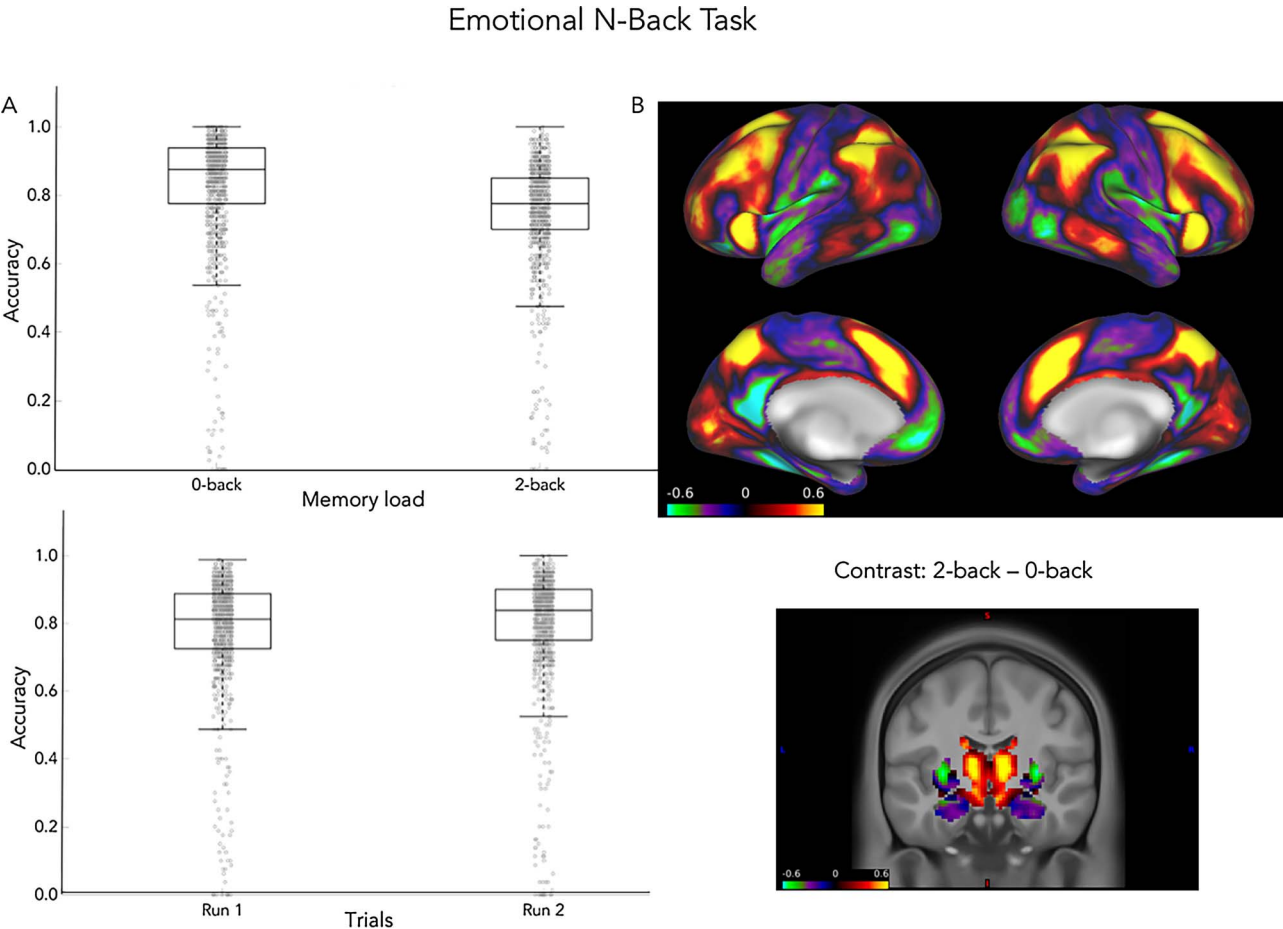 Emotional N-Back Task
A
1.0
0.8
0.6
0.4
0.2
0.0
Accuracy
0-back
2-back
Memory load
1.0
0.8
0.6
0.4
0.2
0.0
Accuracy
Run 1
Run 2
Trials
B
-0.6 0 0.6
Contrast: 2-back – 0-back
S
-0.6 0 0.6